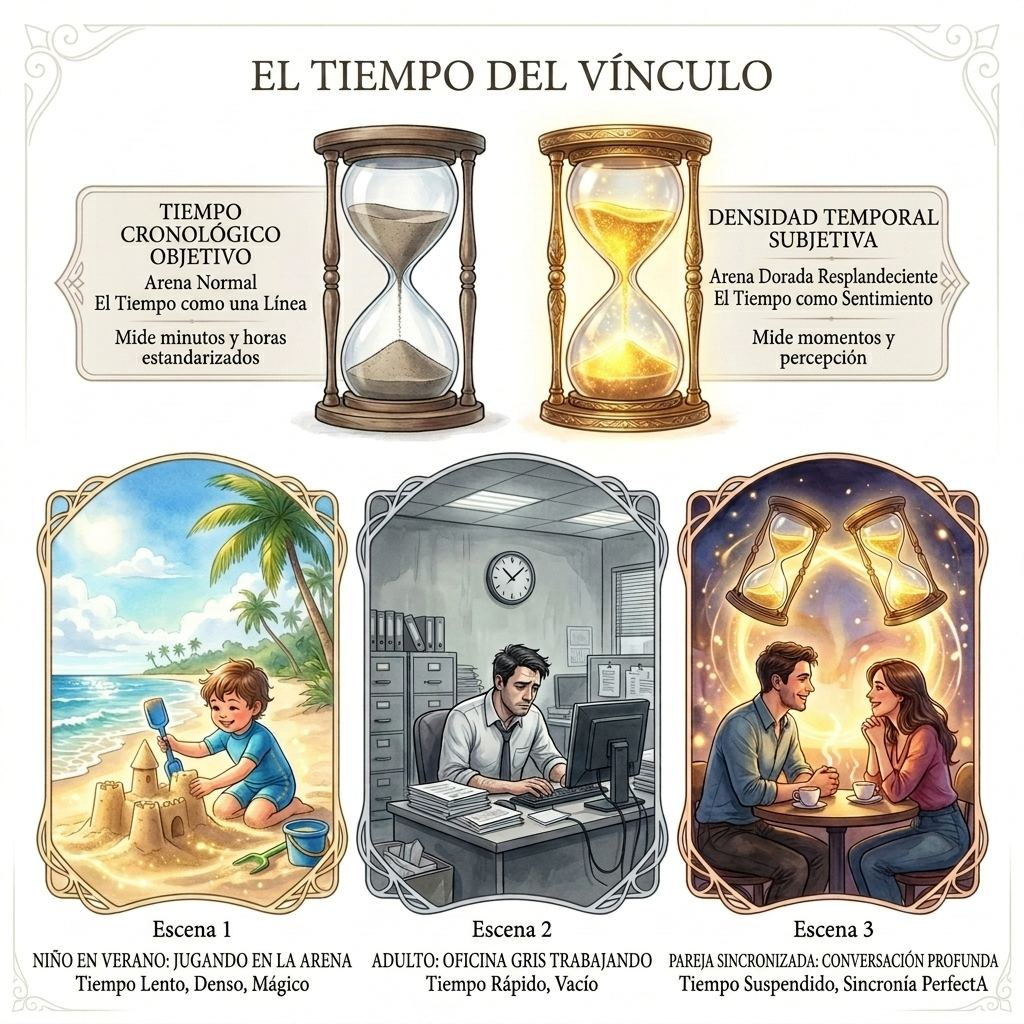 EL TIEMPO DEL VÍNCULO
TIEMPO
CRONOLÓGICO
OBJETIVO
Arena Normal
El Tiempo como una Línea
Mide minutos y horas
estandarizados
DENSIDAD TEMPORAL
SUBJETIVA
Arena Dorada Resplandeciente
El Tiempo como Sentimiento
Mide momentos y
percepción
Escena 1
NIÑO EN VERANO: JUGANDO EN LA ARENA
Tiempo Lento, Denso, Mágico
Escena 2
ADULTO: OFICINA GRIS TRABAJANDO
Tiempo Rápido, Vacío
Escena 3
PAREJA SINCRONIZADA: CONVERSACIÓN PROFUNDA
Tiempo Suspendido, Sincronía PerfectA